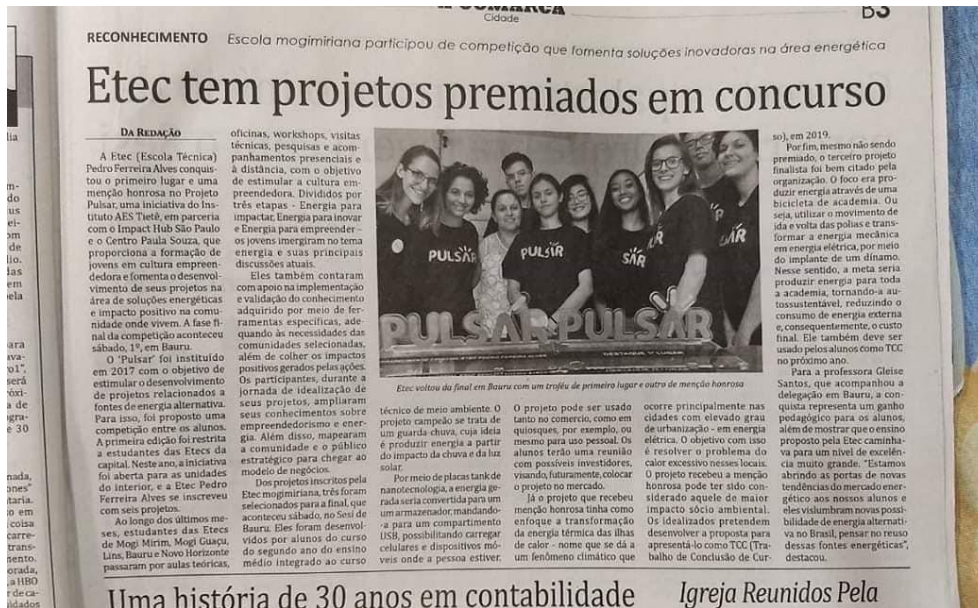 Cidade
B3
RECONHECIMENTO Escola mogimiriana participou de competição que fomenta soluções inovadoras na área energética
Etec tem projetos premiados em concurso
DA REDAÇÃO
A Etec (Escola Técnica)
Pedro Ferreira Alves conquis-
tou o primeiro lugar e uma
menção honrosa no Projeto
Pulsar, uma iniciativa do Ins-
tituto AES Tietê, em parceria
com o Impact Hub São Paulo
e o Centro Paula Souza, que
proporciona a formação de
jovens em cultura empreen-
dedora e fomenta o desenvol-
vimento de seus projetos na
área de soluções energéticas
e impacto positivo na comu-
nidade onde vivem. A fase fi-
nal da competição aconteceu
sábado, 1º, em Bauru.
O 'Pulsar' foi instituído
em 2017 com o objetivo de
estimular o desenvolvimento
de projetos relacionados a
fontes de energia alternativa.
Para isso, foi proposto uma
competição entre os alunos.
A primeira edição foi restrita
a estudantes das Etecs da
capital. Neste ano, a iniciativa
foi aberta para as unidades
do interior, e a Etec Pedro
Ferreira Alves se inscreveu
com seis projetos.
Ao longo dos últimos me-
ses, estudantes das Etecs
de Mogi Mirim, Mogi Guaçu,
Lins, Bauru e Novo Horizonte
passaram por aulas teóricas,
oficinas, workshops, visitas
técnicas, pesquisas e acom-
panhamentos presenciais e
à distância, com o objetivo
de estimular a cultura em-
preendedora. Divididos por
três etapas - Energia para
impactar, Energia para inovar
e Energia para empreender -
os jovens imergiram no tema
energia e suas principais
discussões atuais.
Eles também contaram
com apoio na implementação
e validação do conhecimento
adquirido por meio de fer-
ramentas específicas, ade-
quando às necessidades das
comunidades selecionadas,
além de colher os impactos
positivos gerados pelas ações.
Os participantes, durante a
jornada de idealização de
seus projetos, ampliaram
seus conhecimentos sobre
empreendedorismo e ener-
gia. Além disso, mapearam
a comunidade e o público
estratégico para chegar ao
modelo de negócios.
Dos projetos inscritos pela
Etec mogimiriana, três foram
selecionados para a final, que
aconteceu sábado, no Sesi de
Bauru. Eles foram desenvol-
vidos por alunos do curso
do segundo ano do ensino
médio integrado ao curso
PULSAR
PULSAR
PULSAR
PULSAR
PULSAR
Etec voltou da final em Bauru com um troféu de primeiro lugar e outro de menção honrosa
técnico de meio ambiente. O
projeto campeão se trata de
um guarda-chuva, cuja ideia
é produzir energia a partir
do impacto da chuva e da luz
solar.
Por meio de placas tank de
nanotecnologia, a energia ge-
rada seria convertida para um
um armazenador, mandando-
-a para um compartimento
USB, possibilitando carregar
celulares e dispositivos mó-
veis onde a pessoa estiver.
O projeto pode ser usado
tanto no comércio, como em
quiosques, por exemplo, ou
mesmo para uso pessoal. Os
alunos terão uma reunião
com possíveis investidores,
visando, futuramente, colocar
o projeto no mercado.
Já o projeto que recebeu
menção honrosa tinha como
enfoque a transformação
da energia térmica das ilhas
de calor - nome que se dá a
um fenômeno climático que
ocorre principalmente nas
cidades com elevado grau
de urbanização - em energia
elétrica. O objetivo com isso
é resolver o problema do
calor excessivo nesses locais.
O projeto recebeu a menção
honrosa pode ter sido con-
siderado aquele de maior
impacto sócio ambiental.
Os idealizados pretendem
desenvolver a proposta para
apresentá-lo como TCC (Tra-
balho de Conclusão de Cur-
so), em 2019.
Por fim, mesmo não sendo
premiado, o terceiro projeto
finalista foi bem citado pela
organização. O foco era pro-
duzir energia através de uma
bicicleta de academia. Ou
seja, utilizar o movimento de
ida e volta das polias e trans-
formar a energia mecânica
em energia elétrica, por meio
do implante de um dínamo.
Nesse sentido, a meta seria
produzir energia para toda
a academia, tornando-a au-
tossustentável, reduzindo o
consumo de energia externa
e, consequentemente, o custo
final. Ele também deve ser
usado pelos alunos como TCC
no próximo ano.
Para a professora Gleise
Santos, que acompanhou a
delegação em Bauru, a con-
quista representa um ganho
pedagógico para os alunos,
além de mostrar que o ensino
proposto pela Etec caminha-
va para um nível de excelên-
cia muito grande. "Estamos
abrindo as portas de novas
tendências do mercado ener-
gético aos nossos alunos e
eles vislumbram novas possi-
bilidade de energia alternati-
va no Brasil, pensar no reuso
dessas fontes energéticas",
destacou.
Uma história de 30 anos em contabilidade
Igreja Reunidos Pela